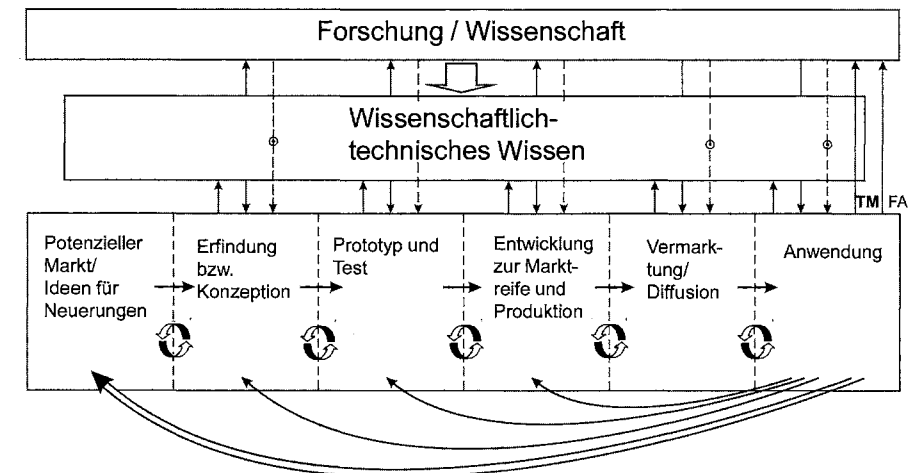 Forschung / Wissenschaft
Wissenschaftlich-
technisches Wissen
TM FA
Potenzieller
Markt/
Ideen für
Neuerungen
Erfindung
bzw.
Konzeption
Prototyp und
Test
Entwicklung
zur Markt-
reife und
Produktion
Vermark-
tung/
Diffusion
Anwendung